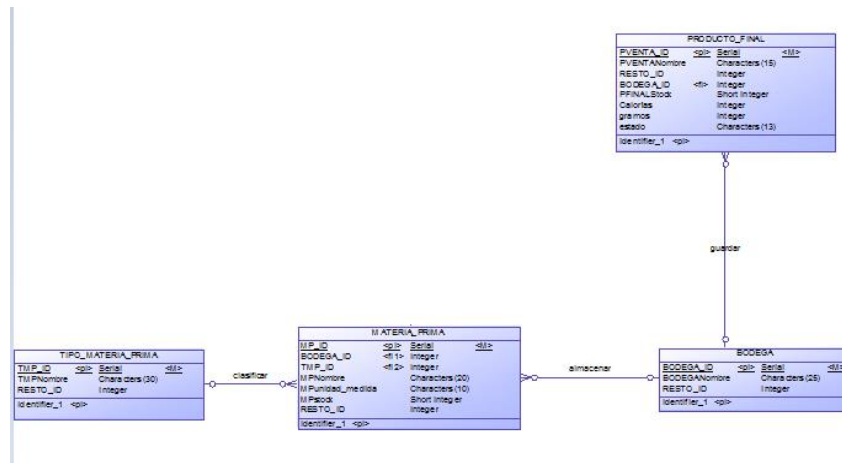 PRODUCTO_FINAL
PVENTA_ID <pi> Serial <M>
PVENTANombre Characters (15)
RESTO_ID Integer
BODEGA_ID <fi> Integer
PFINALStock Short Integer
Calorias Integer
gramos Integer
estado Characters (13)
Identifier_1 <pi>
guardar
MATERIA_PRIMA
MP_ID <pi> Serial <M>
BODEGA_ID <fi1> Integer
TMP_ID <fi2> Integer
MPNombre Characters (20)
MPunidad_medida Characters (10)
MPstock Short Integer
RESTO_ID Integer
Identifier_1 <pi>
TIPO_MATERIA_PRIMA
TMP_ID <pi> Serial <M>
TMPNombre Characters (30)
RESTO_ID Integer
Identifier_1 <pi>
clasificar
almacenar
BODEGA
BODEGA_ID <pi> Serial <M>
BODEGANombre Characters (25)
RESTO_ID Integer
Identifier_1 <pi>